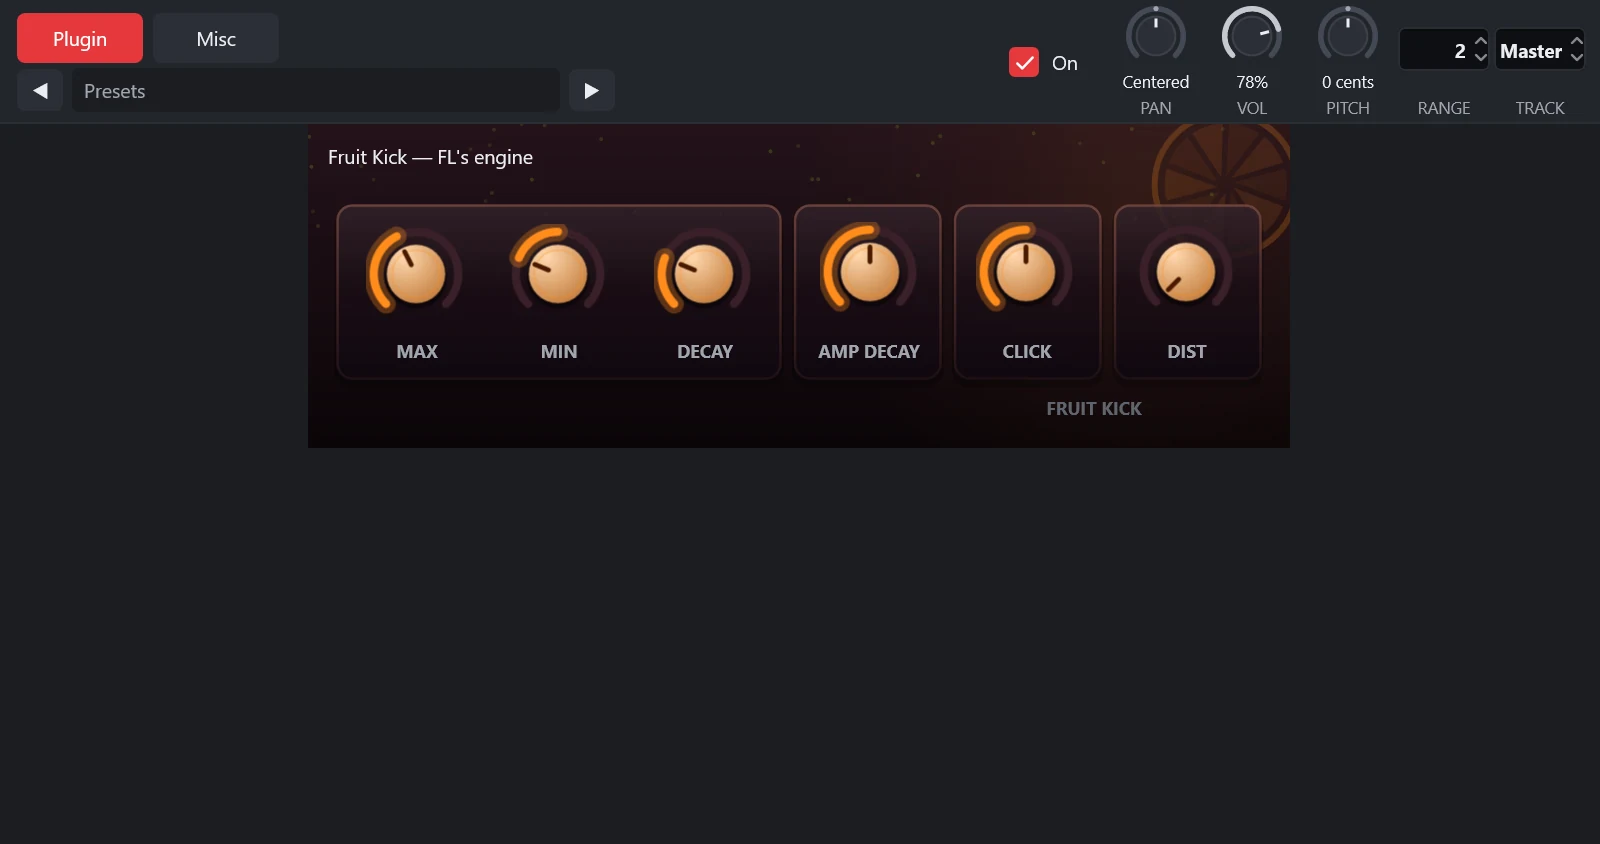 Plugin
Misc
Presets
On
Centered
PAN
78%
VOL
0 cents
PITCH
2
RANGE
Master
TRACK
Fruit Kick — FL's engine
MAX
MIN
DECAY
AMP DECAY
CLICK
DIST
FRUIT KICK